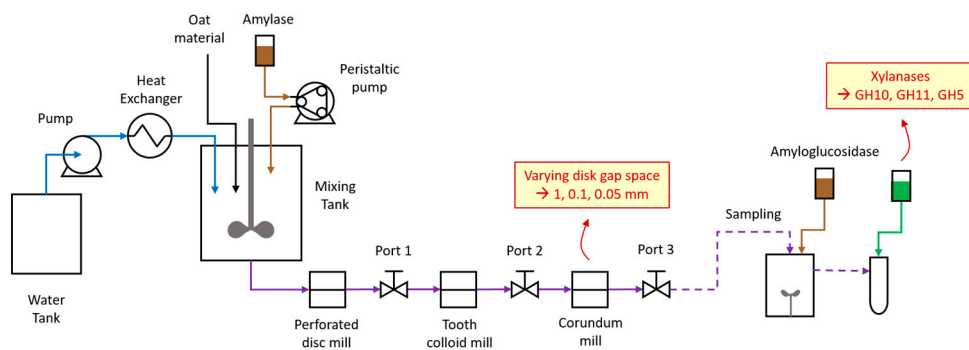 Oat
material
Amylase
Peristaltic
pump
Heat
Exchanger
Pump
Water
Tank
Mixing
Tank
Perforated
disc mill
Port 1
Tooth
colloid mill
Port 2
Varying disk gap space
→ 1, 0.1, 0.05 mm
Corundum
mill
Port 3
Sampling
Amyloglucosidase
Xylanases
→ GH10, GH11, GH5